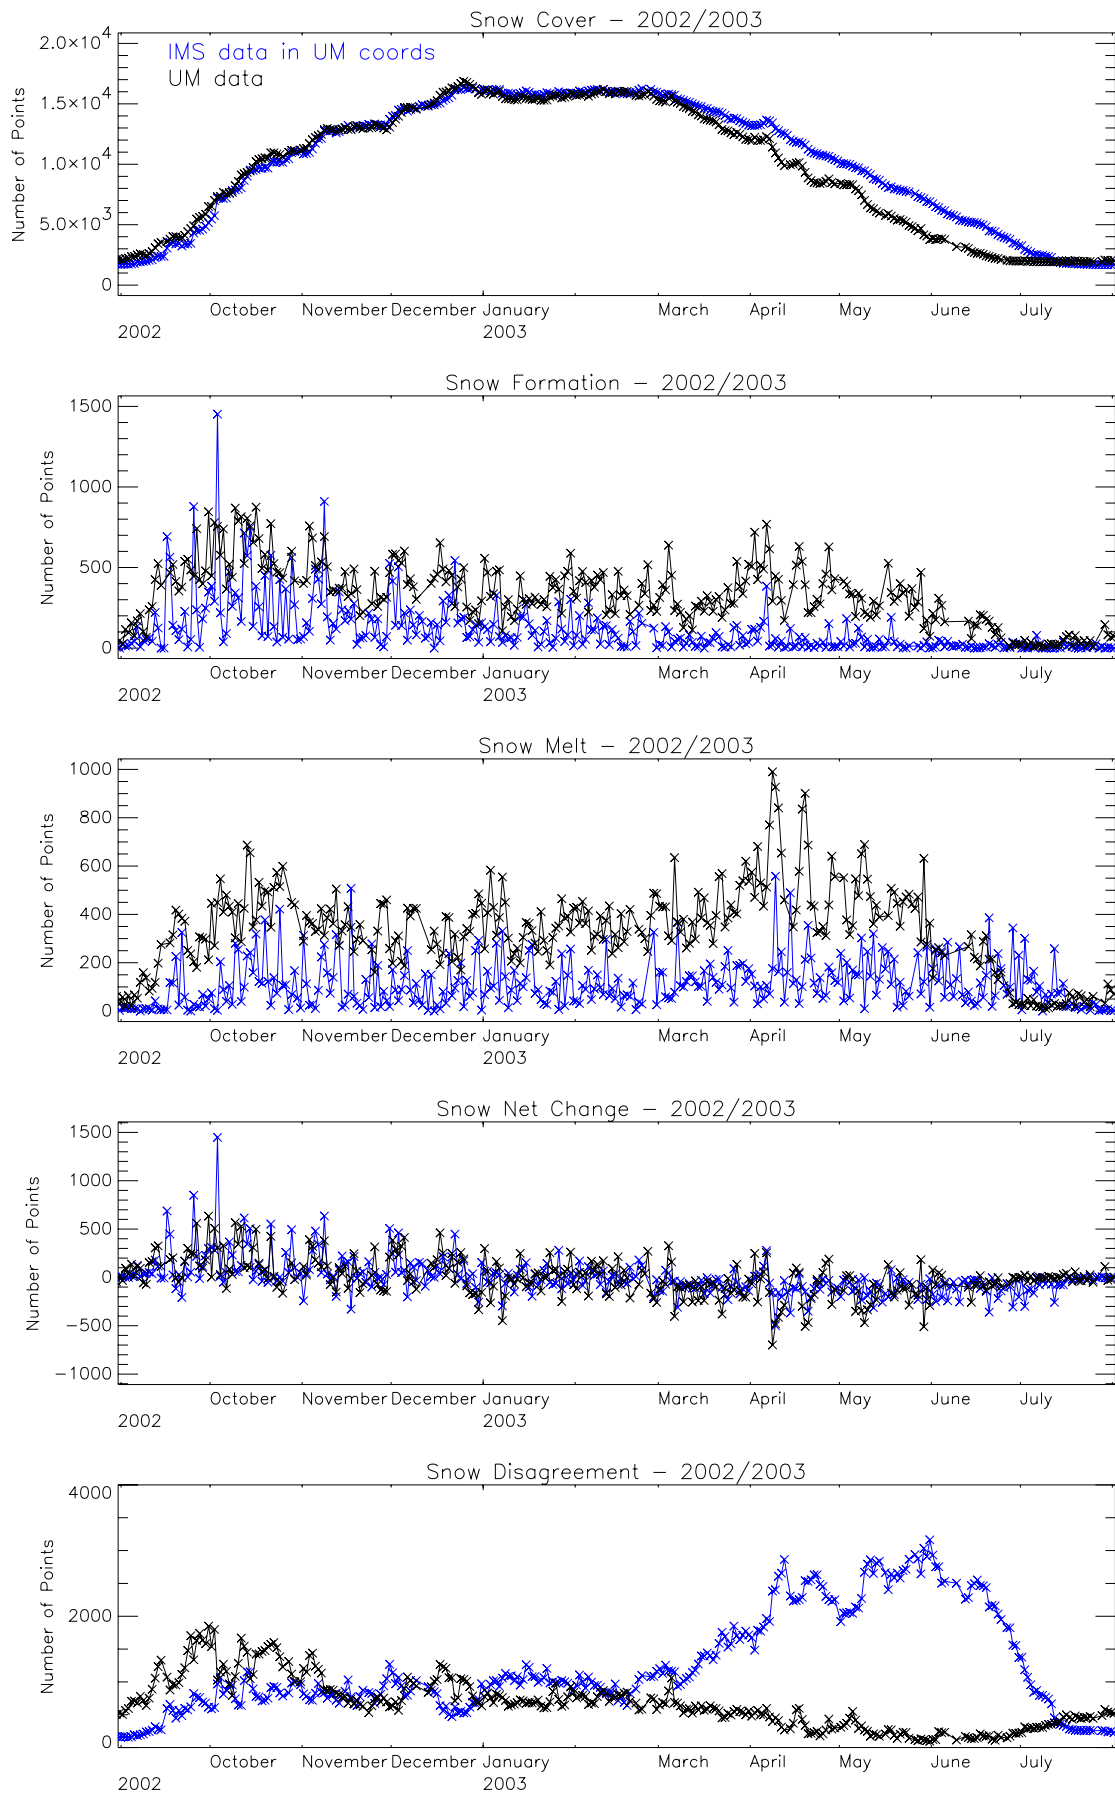 Snow Cover – 2002/2003
IMS data in UM coords
UM data
Number of Points
2.0×10⁴
1.5×10⁴
1.0×10⁴
5.0×10³
0
October November December January March April May June July
2002 2003
Snow Formation – 2002/2003
Number of Points
1500
1000
500
0
October November December January March April May June July
2002 2003
Snow Melt – 2002/2003
Number of Points
1000
800
600
400
200
0
October November December January March April May June July
2002 2003
Snow Net Change – 2002/2003
Number of Points
1500
1000
500
0
−500
−1000
October November December January March April May June July
2002 2003
Snow Disagreement – 2002/2003
Number of Points
4000
2000
0
October November December January March April May June July
2002 2003